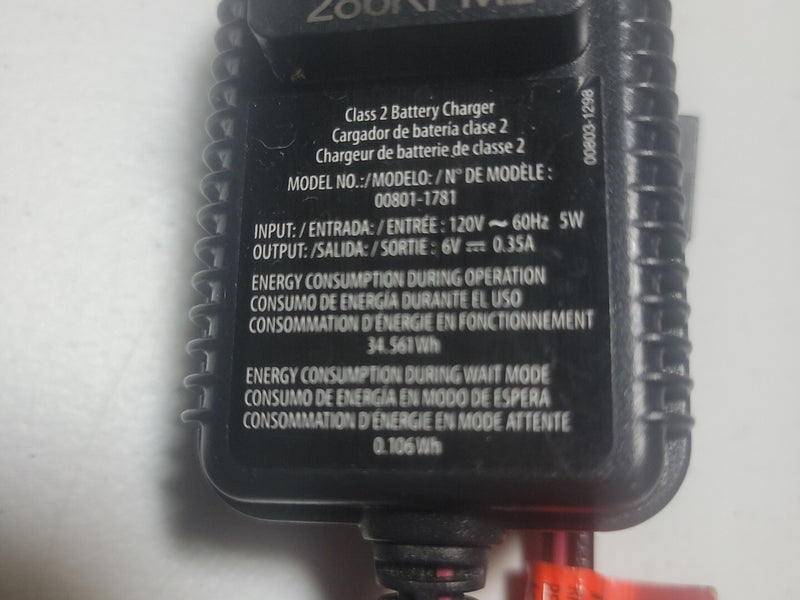 Class 2 Battery Charger
Cargador de batería clase 2
Chargeur de batterie de classe 2
MODEL NO.:/MODELO: / N° DE MODÈLE :
00801-1781
INPUT: / ENTRADA: / ENTRÉE : 120V ~ 60Hz 5W
OUTPUT: /SALIDA: / SORTIE : 6V ⎓ 0.35A
ENERGY CONSUMPTION DURING OPERATION
CONSUMO DE ENERGÍA DURANTE EL USO
CONSOMMATION D'ÉNERGIE EN FONCTIONNEMENT
34.561Wh
ENERGY CONSUMPTION DURING WAIT MODE
CONSUMO DE ENERGÍA EN MODO DE ESPERA
CONSOMMATION D'ÉNERGIE EN MODE ATTENTE
0.106Wh
00803-1298